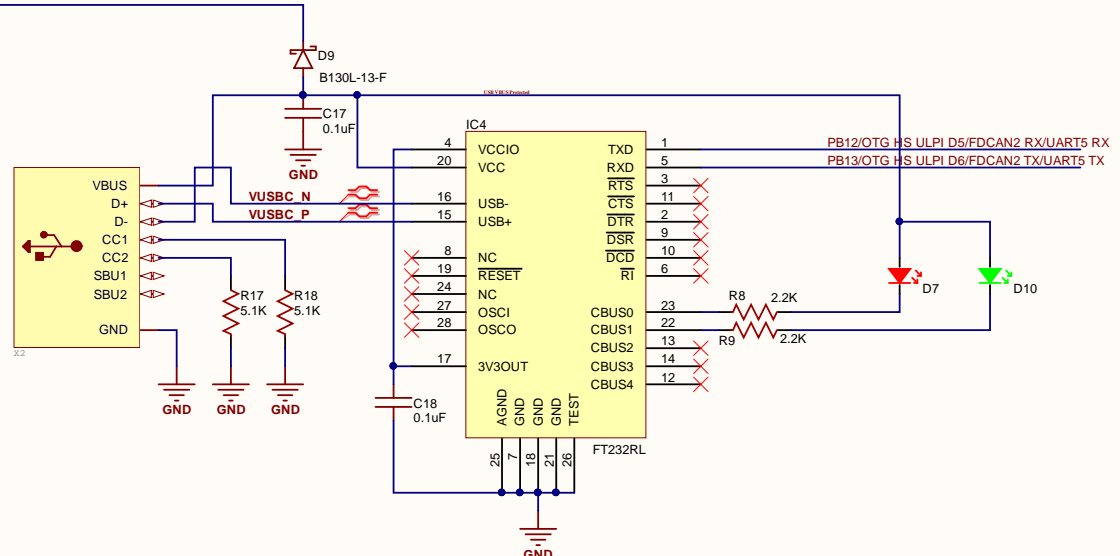 D9
B130L-13-F
USB VBUS Protected
C17
0.1uF
GND
IC4
4 VCCIO
20 VCC
16 USB-
15 USB+
8 NC
19 RESET
24 NC
27 OSCI
28 OSCO
17 3V3OUT
TXD 1
RXD 5
RTS 3
CTS 11
DTR 2
DSR 9
DCD 10
RI 6
CBUS0 23
CBUS1 22
CBUS2 13
CBUS3 14
CBUS4 12
AGND GND GND GND TEST
25 7 18 21 26
FT232RL
PB12/OTG HS ULPI D5/FDCAN2 RX/UART5 RX
PB13/OTG HS ULPI D6/FDCAN2 TX/UART5 TX
VBUS
D+
D-
CC1
CC2
SBU1
SBU2
GND
X2
VUSBC_N
VUSBC_P
R17
5.1K
R18
5.1K
GND
GND
GND
C18
0.1uF
GND
R8 2.2K
R9 2.2K
D7
D10